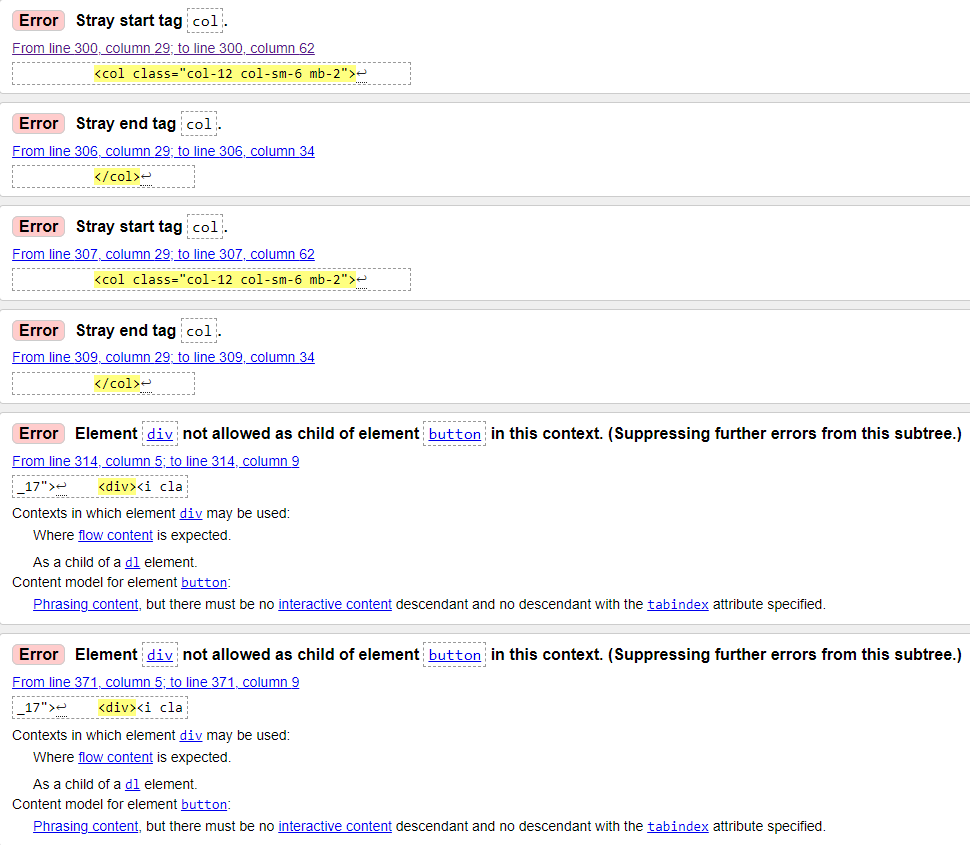 Error Stray start tag col.
From line 300, column 29; to line 300, column 62
<col class="col-12 col-sm-6 mb-2">↩
Error Stray end tag col.
From line 306, column 29; to line 306, column 34
</col>↩
Error Stray start tag col.
From line 307, column 29; to line 307, column 62
<col class="col-12 col-sm-6 mb-2">↩
Error Stray end tag col.
From line 309, column 29; to line 309, column 34
</col>↩
Error Element div not allowed as child of element button in this context. (Suppressing further errors from this subtree.)
From line 314, column 5; to line 314, column 9
_17">↩ <div><i cla
Contexts in which element div may be used:
Where flow content is expected.
As a child of a dl element.
Content model for element button:
Phrasing content, but there must be no interactive content descendant and no descendant with the tabindex attribute specified.
Error Element div not allowed as child of element button in this context. (Suppressing further errors from this subtree.)
From line 371, column 5; to line 371, column 9
_17">↩ <div><i cla
Contexts in which element div may be used:
Where flow content is expected.
As a child of a dl element.
Content model for element button:
Phrasing content, but there must be no interactive content descendant and no descendant with the tabindex attribute specified.